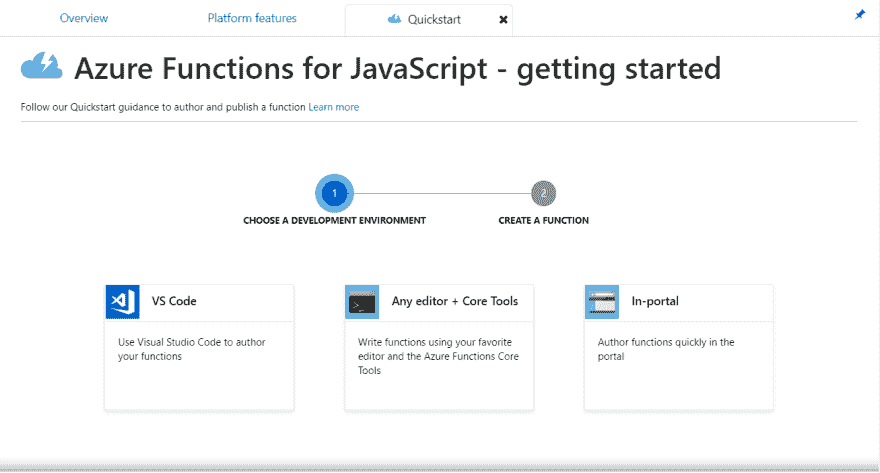 Overview Platform features Quickstart
Azure Functions for JavaScript - getting started
Follow our Quickstart guidance to author and publish a function Learn more
1 2
CHOOSE A DEVELOPMENT ENVIRONMENT CREATE A FUNCTION
VS Code
Use Visual Studio Code to author
your functions
Any editor + Core Tools
Write functions using your favorite
editor and the Azure Functions Core
Tools
In-portal
Author functions quickly in the
portal